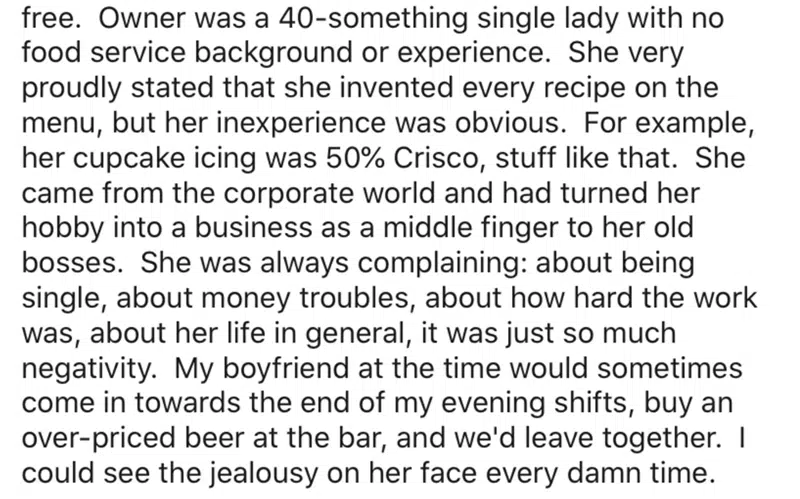 free.  Owner was a 40-something single lady with no
food service background or experience.  She very
proudly stated that she invented every recipe on the
menu, but her inexperience was obvious.  For example,
her cupcake icing was 50% Crisco, stuff like that.  She
came from the corporate world and had turned her
hobby into a business as a middle finger to her old
bosses.  She was always complaining: about being
single, about money troubles, about how hard the work
was, about her life in general, it was just so much
negativity.  My boyfriend at the time would sometimes
come in towards the end of my evening shifts, buy an
over-priced beer at the bar, and we'd leave together.  I
could see the jealousy on her face every damn time.